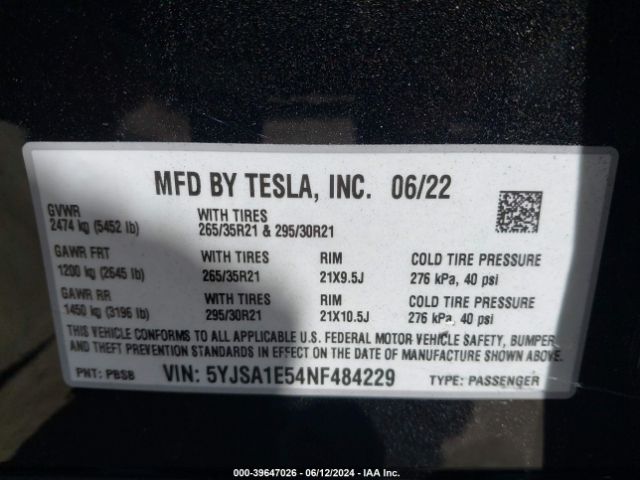 MFD BY TESLA, INC. 06/22
GVWR
2474 kg (5452 lb)
WITH TIRES
265/35R21 & 295/30R21
GAWR FRT
1200 kg (2645 lb)
WITH TIRES
265/35R21
RIM
21X9.5J
COLD TIRE PRESSURE
276 kPa, 40 psi
GAWR RR
1450 kg (3196 lb)
WITH TIRES
295/30R21
RIM
21X10.5J
COLD TIRE PRESSURE
276 kPa, 40 psi
THIS VEHICLE CONFORMS TO ALL APPLICABLE U.S. FEDERAL MOTOR VEHICLE SAFETY, BUMPER,
AND THEFT PREVENTION STANDARDS IN EFFECT ON THE DATE OF MANUFACTURE SHOWN ABOVE.
PNT: PBSB VIN: 5YJSA1E54NF484229 TYPE: PASSENGER
000-39647026 - 06/12/2024 - IAA Inc.